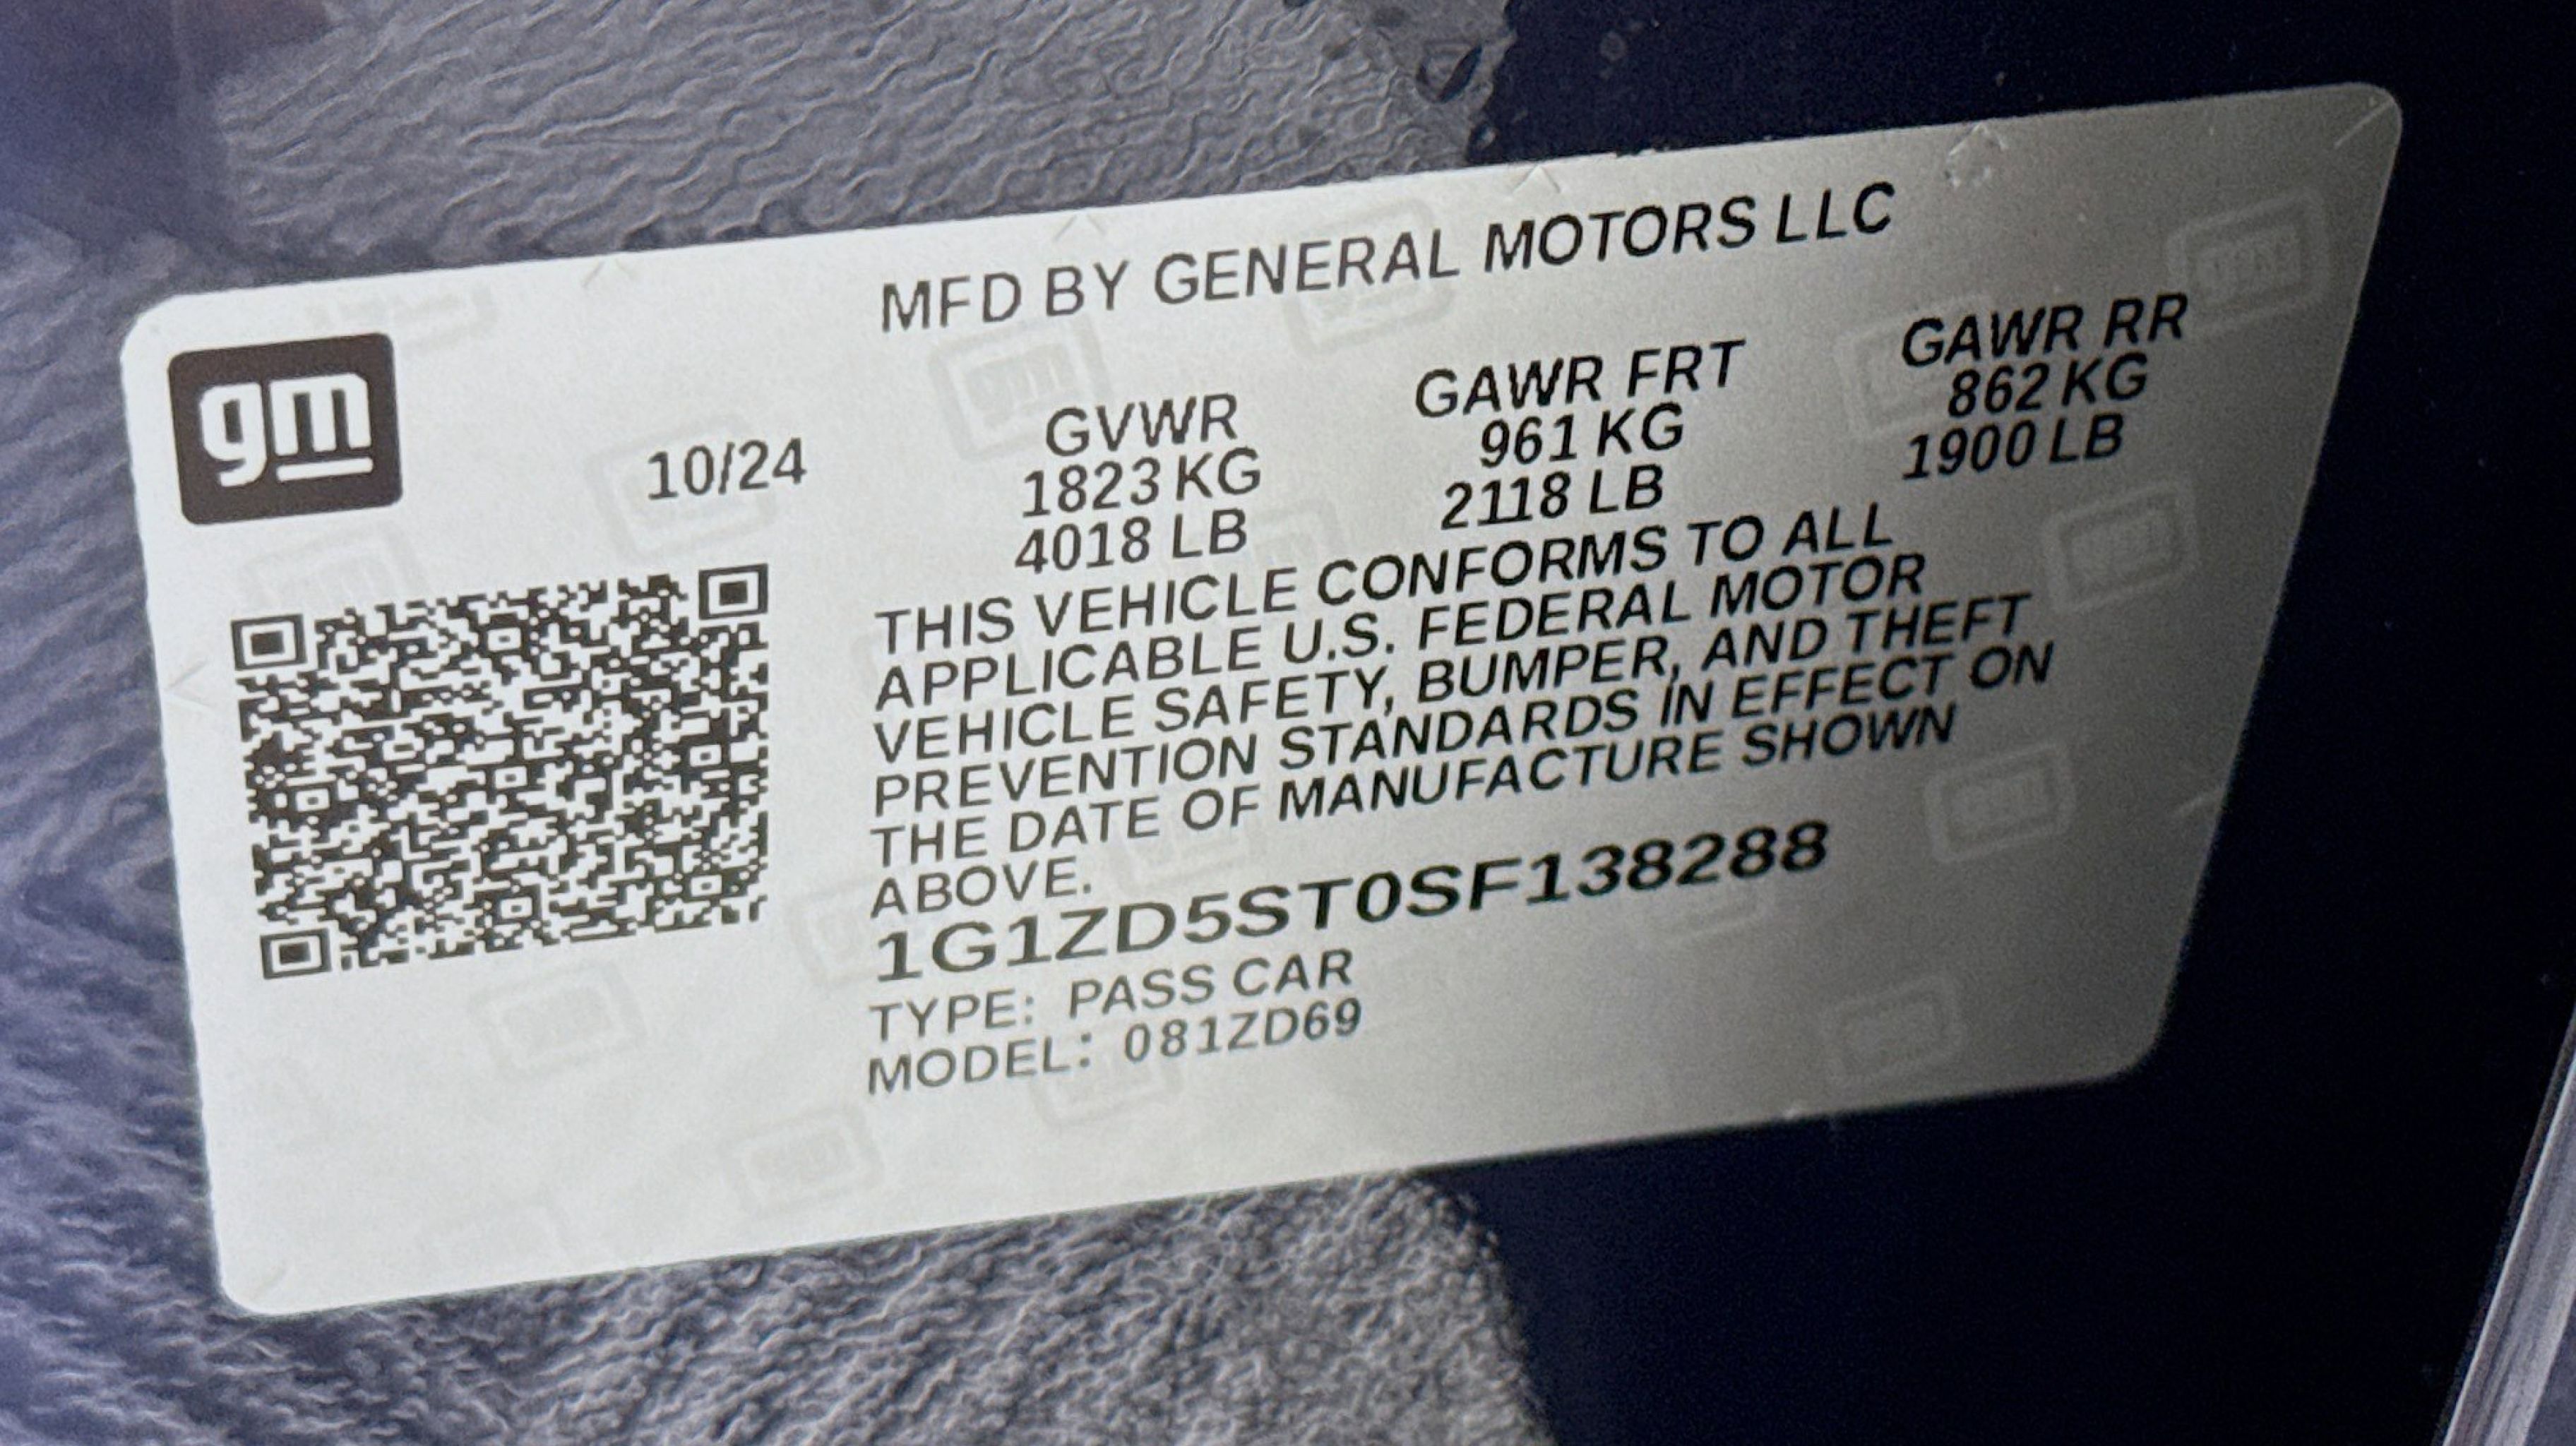 MFD BY GENERAL MOTORS LLC
gm
10/24
GVWR GAWR FRT GAWR RR
1823 KG 961 KG 862 KG
4018 LB 2118 LB 1900 LB
THIS VEHICLE CONFORMS TO ALL
APPLICABLE U.S. FEDERAL MOTOR
VEHICLE SAFETY, BUMPER, AND THEFT
PREVENTION STANDARDS IN EFFECT ON
THE DATE OF MANUFACTURE SHOWN
ABOVE.
1G1ZD5ST0SF138288
TYPE: PASS CAR
MODEL: 081ZD69